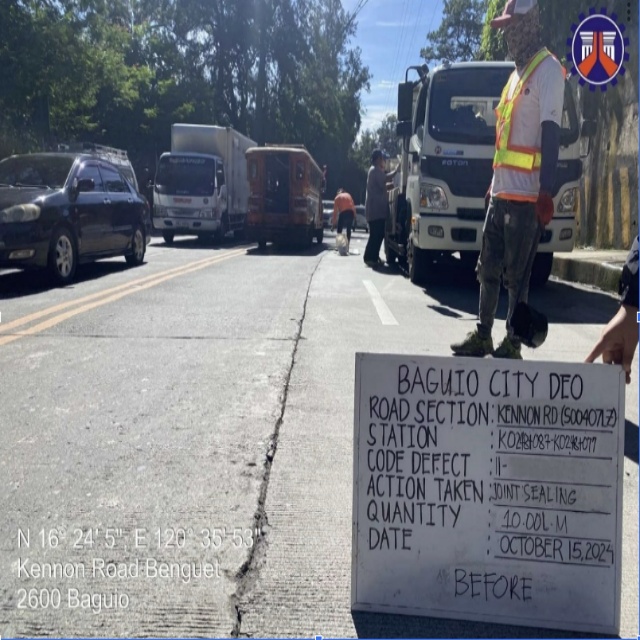 FOTON
BAGUIO CITY DEO
ROAD SECTION: KENNON RD (S00407LZ)
STATION : K0248+087-K0248+077
CODE DEFECT : 11-
ACTION TAKEN: JOINT SEALING
QUANTITY : 10.00L.M
DATE : OCTOBER 15, 2024
BEFORE
N 16° 24' 5", E 120° 35' 53"
Kennon Road Benguet
2600 Baguio